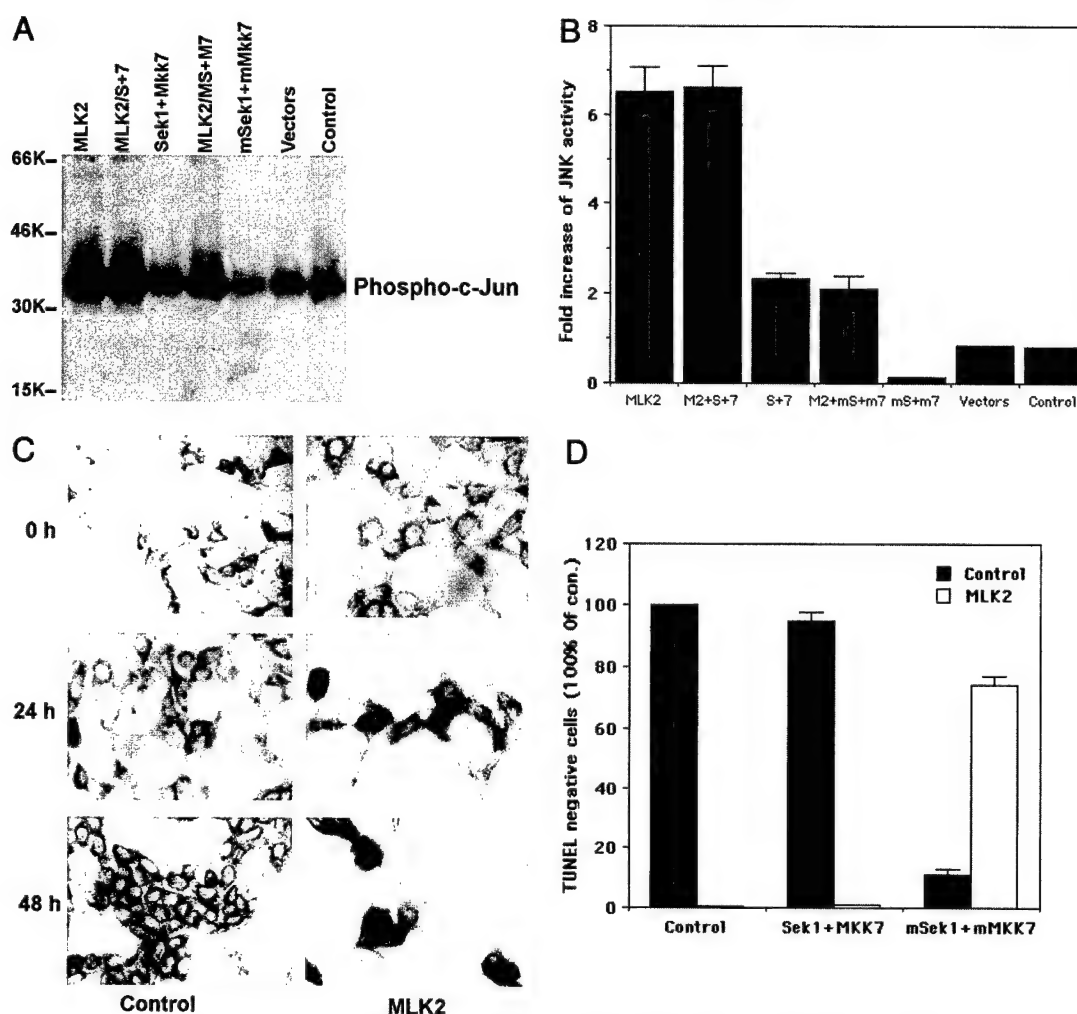 A
MLK2
MLK2/S+7
Sek1+Mkk7
MLK2/MS+M7
mSek1+mMkk7
Vectors
Control
66K
46K
30K
15K
Phospho-c-Jun
B
Fold increase of JNK activity
8
6
4
2
0
MLK2
M2+S+7
S+7
M2+mS+m7
mS+m7
Vectors
Control
C
0 h
24 h
48 h
Control
MLK2
D
TUNEL negative cells (100% Of con.)
120
100
80
60
40
20
10
0
Control
MLK2
Control
Sek1+MKK7
mSek1+mMKK7